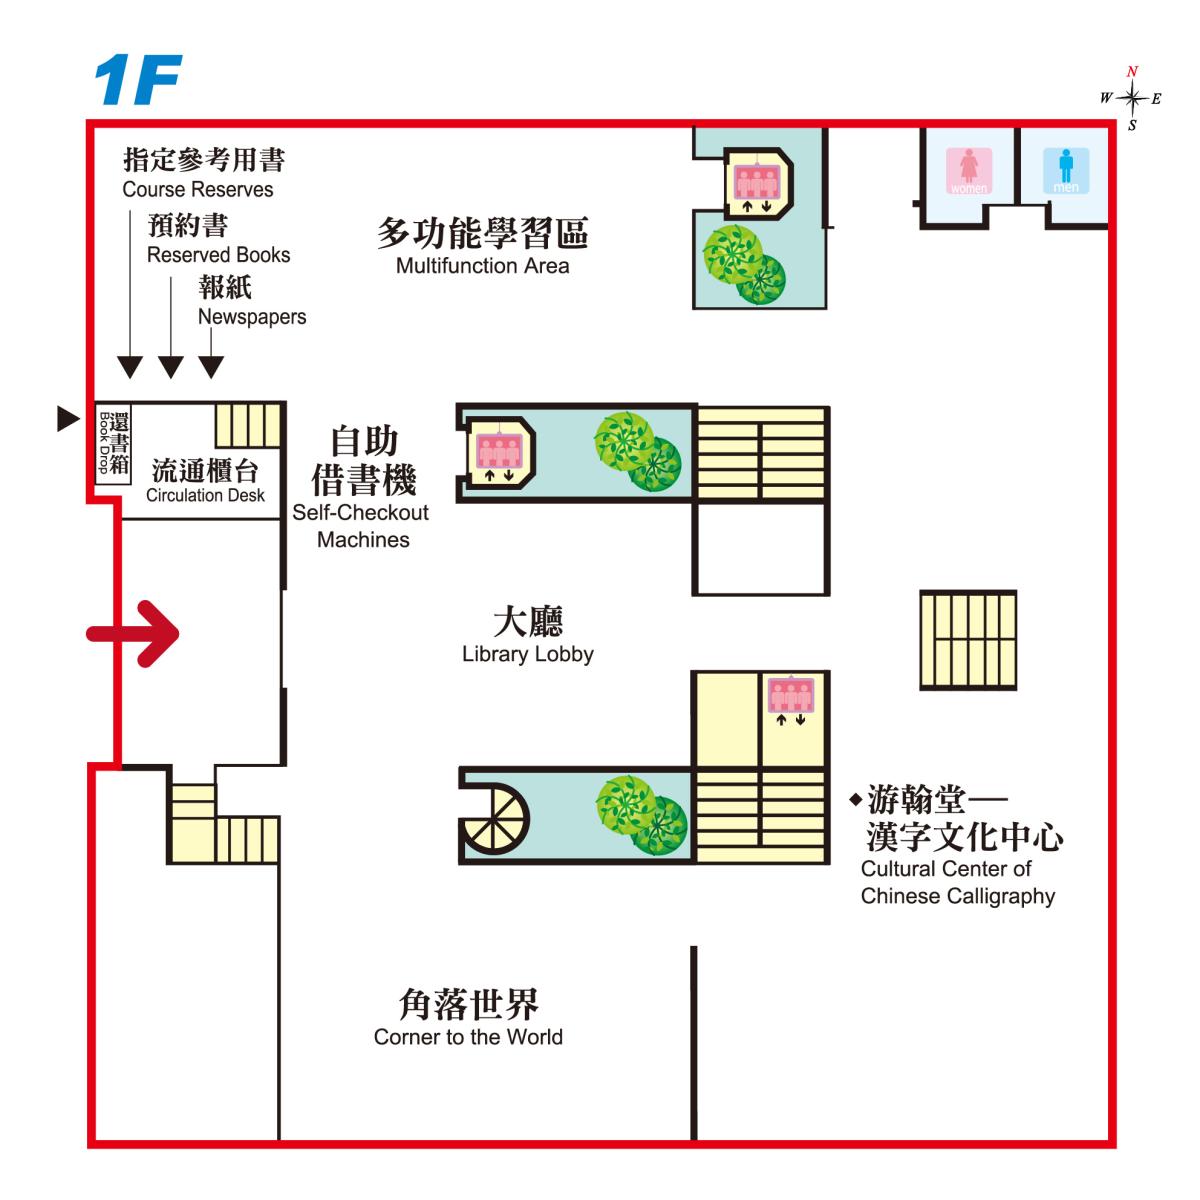 1F
N
W E
S
指定參考用書
Course Reserves
預約書
Reserved Books
報紙
Newspapers
多功能學習區
Multifunction Area
women
men
還書箱
Book Drop
流通櫃台
Circulation Desk
自助
借書機
Self-Checkout
Machines
大廳
Library Lobby
游翰堂—
漢字文化中心
Cultural Center of
Chinese Calligraphy
角落世界
Corner to the World